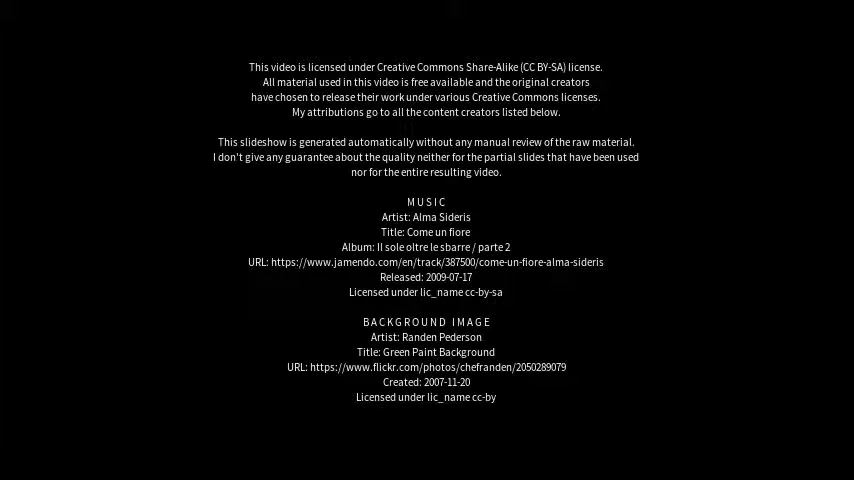 This video is licensed under Creative Commons Share-Alike (CC BY-SA) license.
All material used in this video is free available and the original creators
have chosen to release their work under various Creative Commons licenses.
My attributions go to all the content creators listed below.
This slideshow is generated automatically without any manual review of the raw material.
I don't give any guarantee about the quality neither for the partial slides that have been used
nor for the entire resulting video.
MUSIC
Artist: Alma Sideris
Title: Come un fiore
Album: Il sole oltre le sbarre / parte 2
URL: https://www.jamendo.com/en/track/387500/come-un-fiore-alma-sideris
Released: 2009-07-17
Licensed under lic_name cc-by-sa
BACKGROUND IMAGE
Artist: Randen Pederson
Title: Green Paint Background
URL: https://www.flickr.com/photos/chefranden/2050289079
Created: 2007-11-20
Licensed under lic_name cc-by